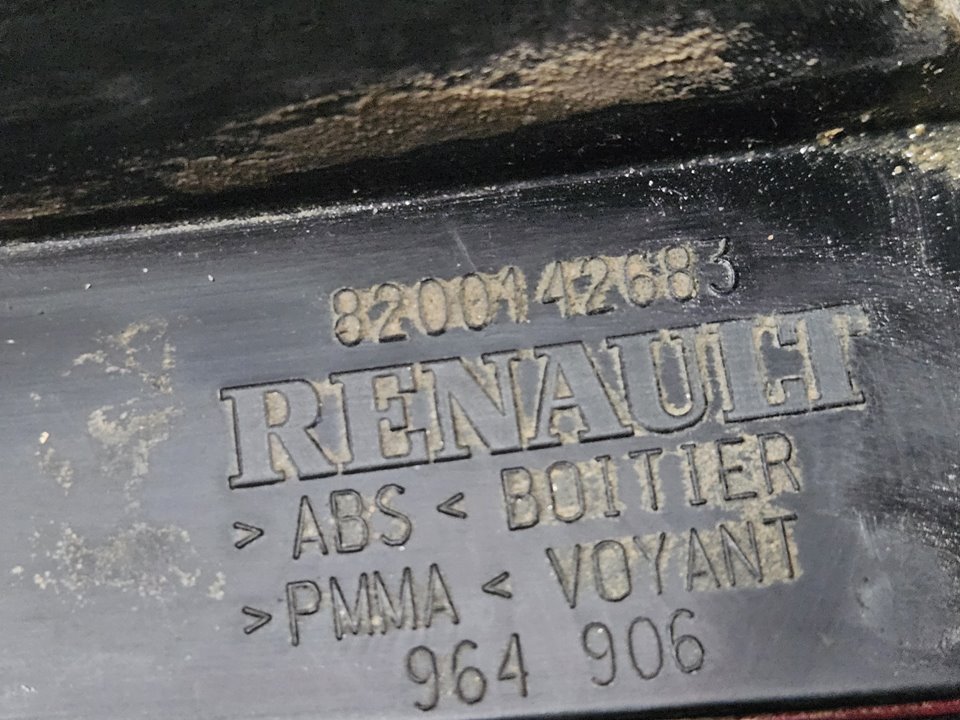 8200142683
RENAULT
>ABS< BOITIER
>PMMA< VOYANT
964 906